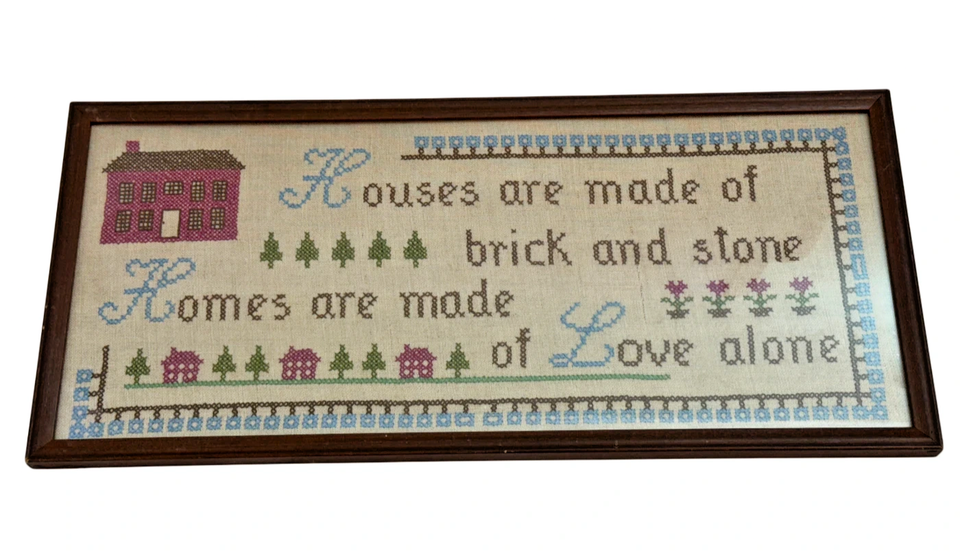 Houses are made of
brick and stone
Homes are made
of Love alone